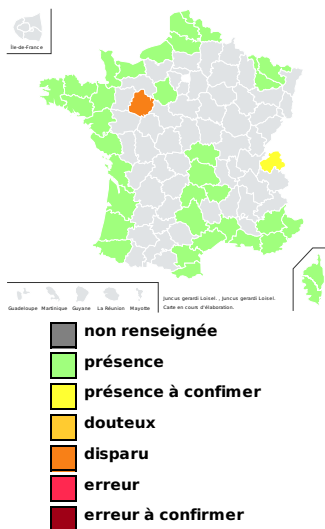 Île-de-France
Guadeloupe Martinique Guyane La Réunion Mayotte
Juncus gerardi Loisel. , Juncus gerardi Loisel.
Carte en cours d'élaboration.
non renseignée
présence
présence à confimer
douteux
disparu
erreur
erreur à confirmer